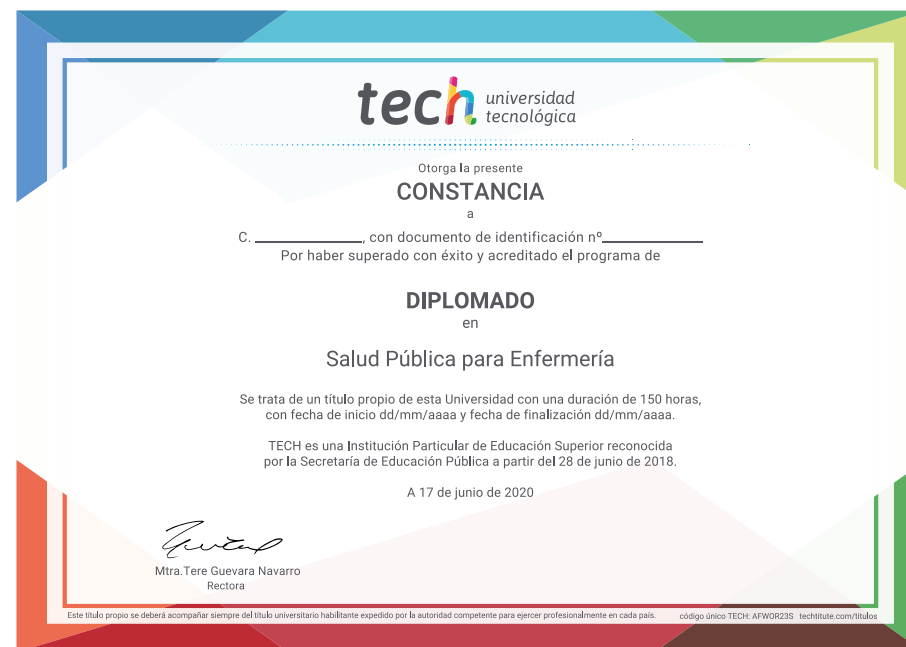 tech universidad
tecnológica
Otorga la presente
CONSTANCIA
a
C. ____________, con documento de identificación nº____________
Por haber superado con éxito y acreditado el programa de
DIPLOMADO
en
Salud Pública para Enfermería
Se trata de un título propio de esta Universidad con una duración de 150 horas,
con fecha de inicio dd/mm/aaaa y fecha de finalización dd/mm/aaaa.
TECH es una Institución Particular de Educación Superior reconocida
por la Secretaría de Educación Pública a partir del 28 de junio de 2018.
A 17 de junio de 2020
Mtra.Tere Guevara Navarro
Rectora
Este título propio se deberá acompañar siempre del título universitario habilitante expedido por la autoridad competente para ejercer profesionalmente en cada país. código único TECH: AFWOR23S techtitute.com/titulos